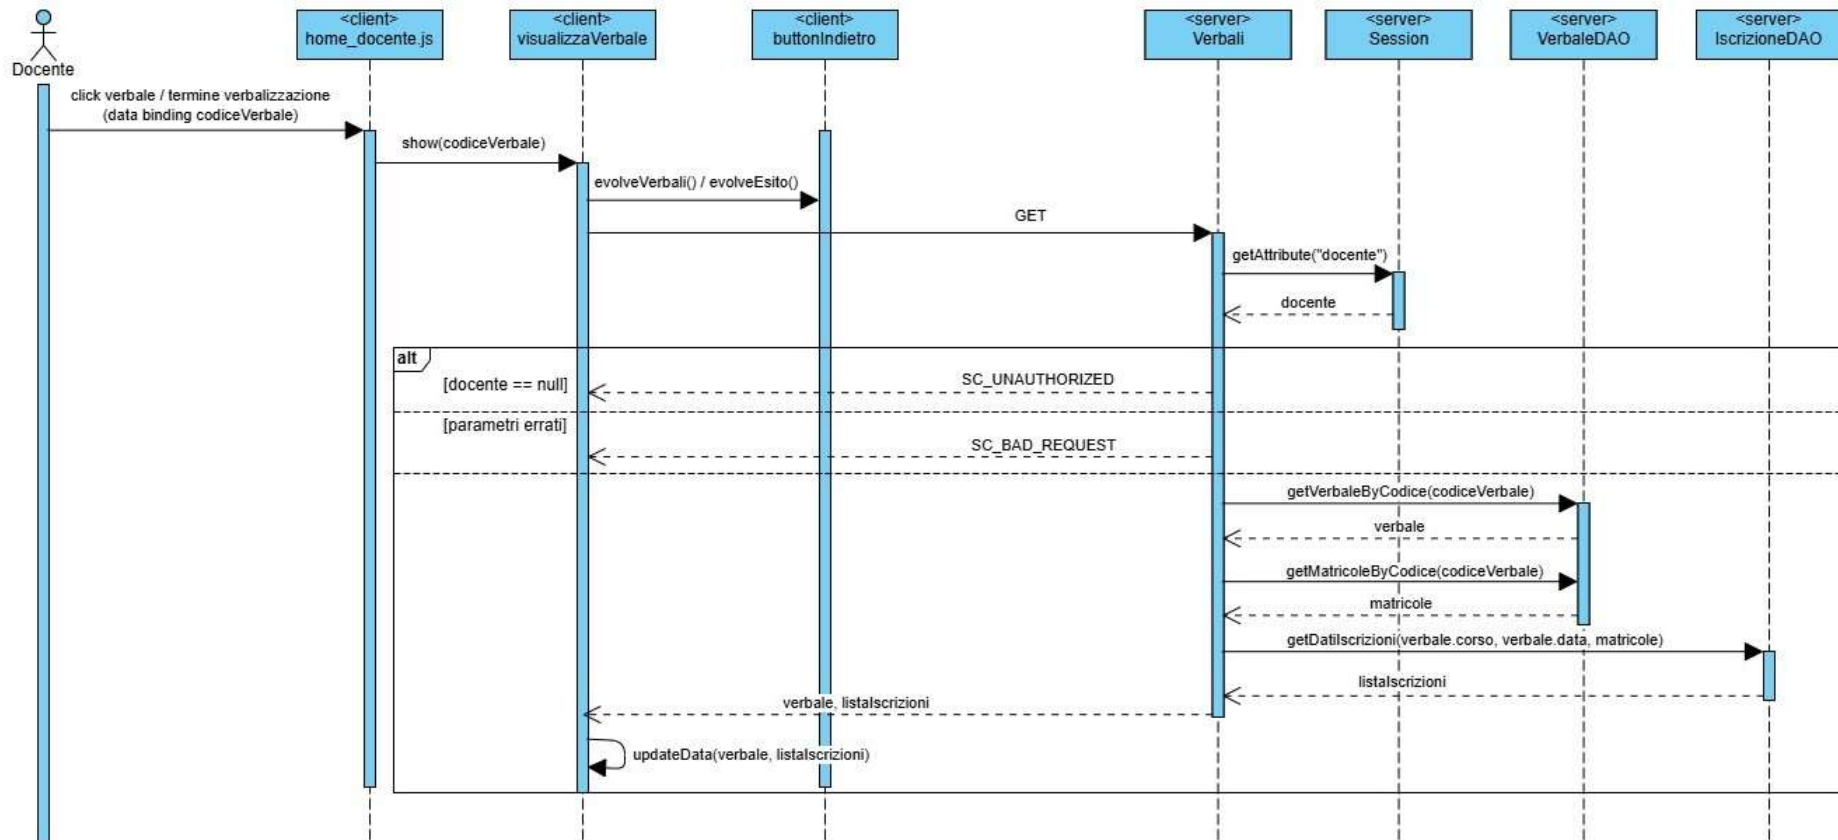 Docente
<client>
home_docente.js
<client>
visualizzaVerbale
<client>
buttonIndietro
<server>
Verbali
<server>
Session
<server>
VerbaleDAO
<server>
IscrizioneDAO
click verbale / termine verbalizzazione
(data binding codiceVerbale)
show(codiceVerbale)
evolveVerbali() / evolveEsito()
GET
getAttribute("docente")
docente
alt
[docente == null]
SC_UNAUTHORIZED
[parametri errati]
SC_BAD_REQUEST
getVerbaleByCodice(codiceVerbale)
verbale
getMatricoleByCodice(codiceVerbale)
matricole
getDatiIscrizioni(verbale.corso, verbale.data, matricole)
listaIscrizioni
verbale, listaIscrizioni
updateData(verbale, listaIscrizioni)